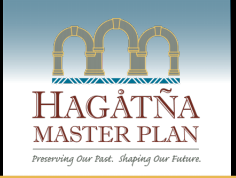 HAGÅTÑA
MASTER PLAN
Preserving Our Past. Shaping Our Future.